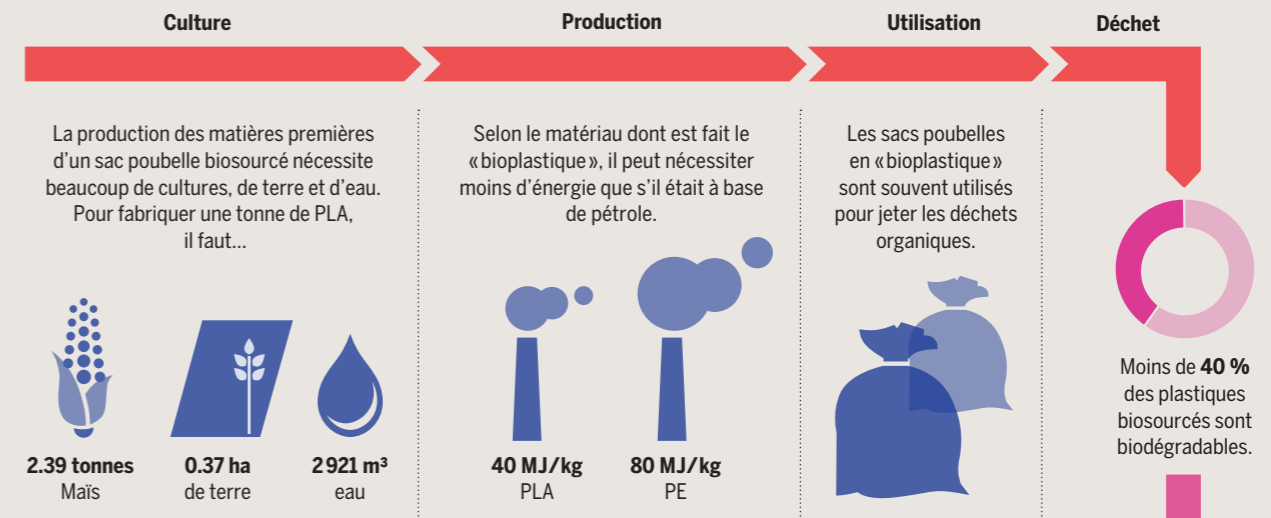 Culture
La production des matières premières
d’un sac poubelle biosourcé nécessite
beaucoup de cultures, de terre et d’eau.
Pour fabriquer une tonne de PLA,
il faut...
2.39 tonnes
Maïs
0.37 ha
de terre
2 921 m³
eau
Production
Selon le matériau dont est fait le
«bioplastique», il peut nécessiter
moins d’énergie que s’il était à base
de pétrole.
40 MJ/kg
PLA
80 MJ/kg
PE
Utilisation
Les sacs poubelles
en «bioplastique»
sont souvent utilisés
pour jeter les déchets
organiques.
Déchet
Moins de 40 %
des plastiques
biosourcés sont
biodégradables.